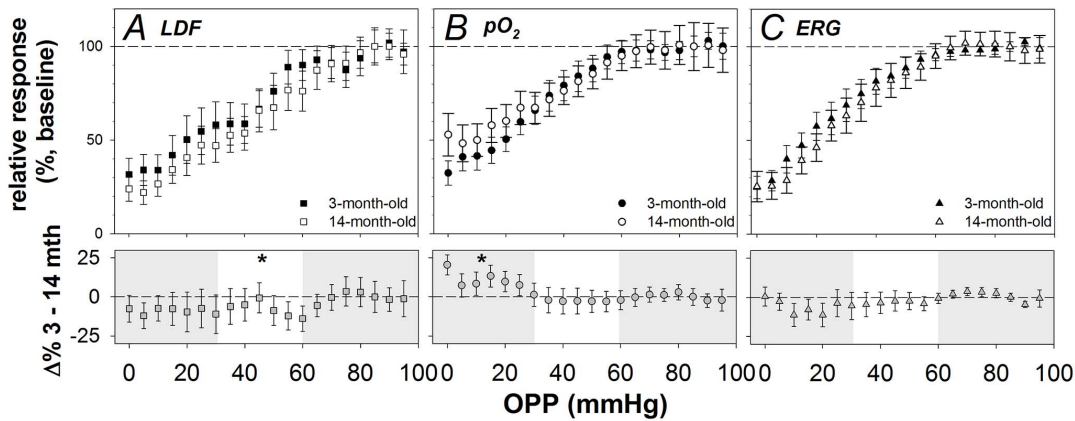 A LDF
B pO2
C ERG
relative response
(%, baseline)
100
50
0
3-month-old
14-month-old
3-month-old
14-month-old
3-month-old
14-month-old
Δ% 3 - 14 mth
25
0
-25
*
*
0 20 40 60 80 100 0 20 40 60 80 100 0 20 40 60 80 100
OPP (mmHg)